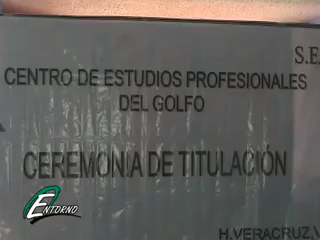 S.E.
CENTRO DE ESTUDIOS PROFESIONALES
DEL GOLFO
CEREMONIA DE TITULACIÓN
ENTORNO
H.VERACRUZ,V